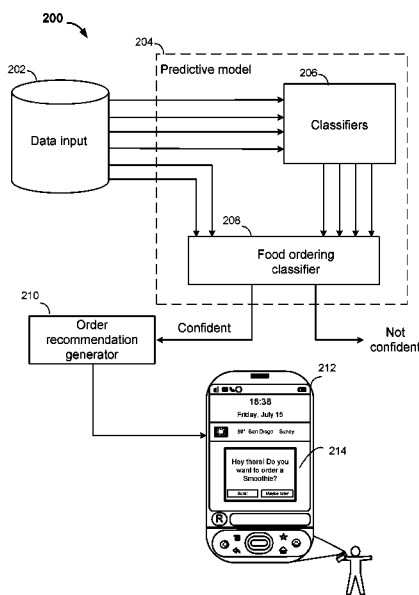 200
202
204
Predictive model
206
Data input
Classifiers
208
Food ordering
classifier
210
Order
recommendation
generator
Confident
Not
confident
212
18:38
Friday, July 15
San Diego Sunny
214
Hey there! Do you
want to order a
Smoothie?
Maybe later
R